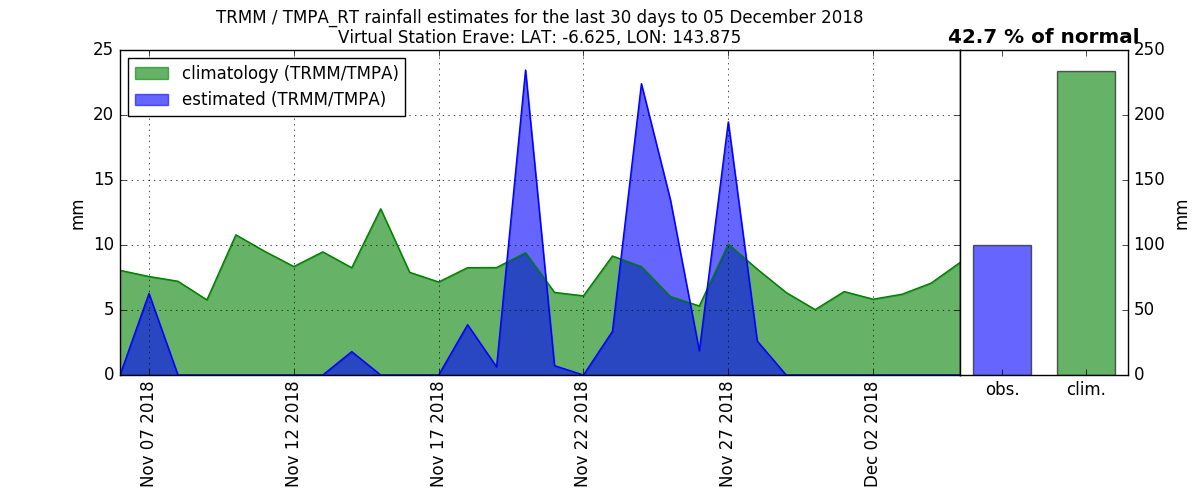 TRMM / TMPA_RT rainfall estimates for the last 30 days to 05 December 2018
Virtual Station Erave: LAT: -6.625, LON: 143.875
42.7 % of normal
climatology (TRMM/TMPA)
estimated (TRMM/TMPA)
25
20
15
10
5
0
mm
Nov 07 2018
Nov 12 2018
Nov 17 2018
Nov 22 2018
Nov 27 2018
Dec 02 2018
obs.
clim.
250
200
150
100
50
0
mm